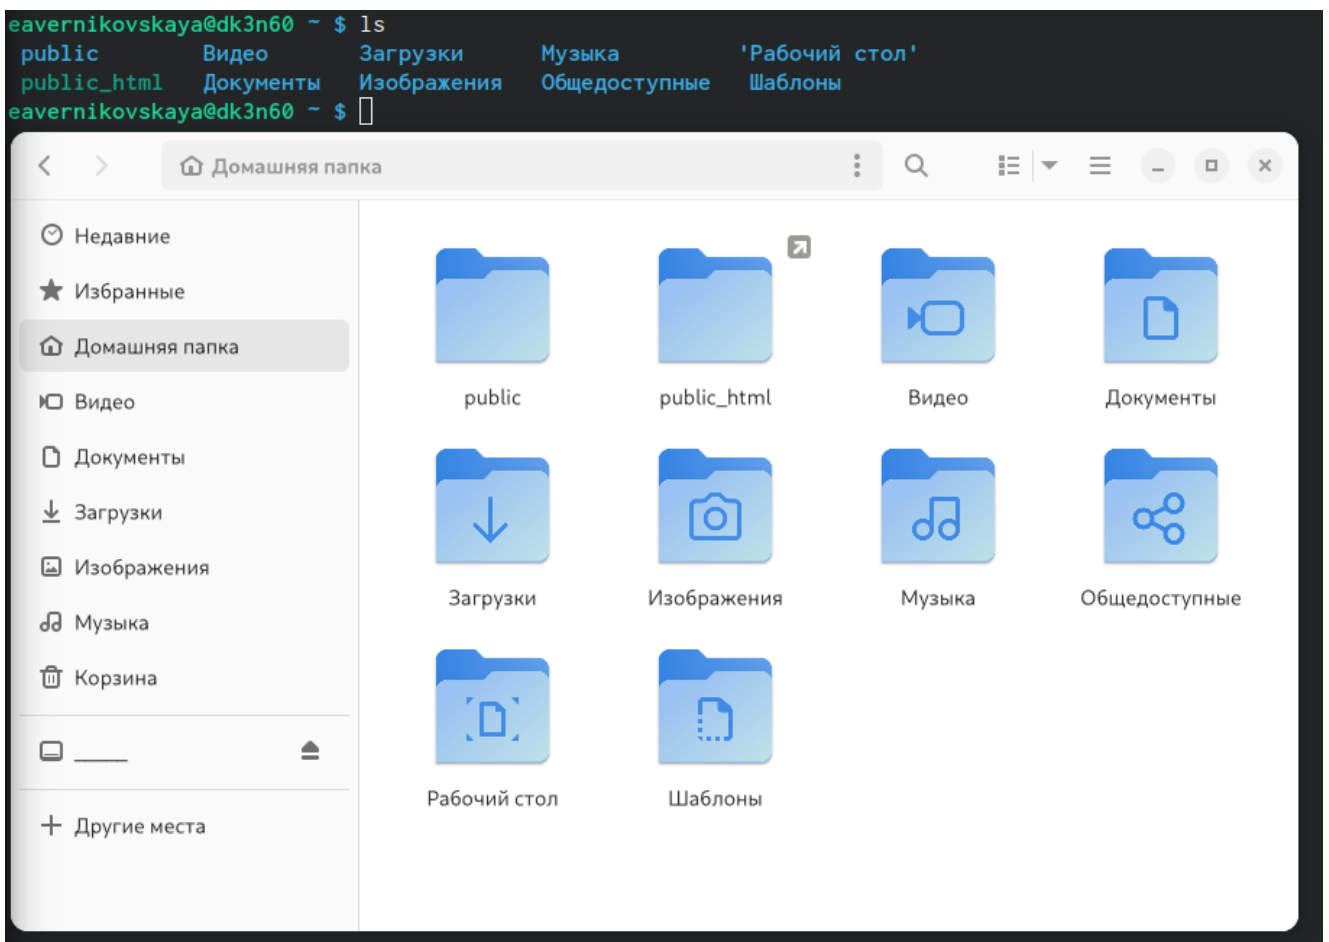 eavernikovskaya@dk3n60 ~ $ ls
public Видео Загрузки Музыка 'Рабочий стол'
public_html Документы Изображения Общедоступные Шаблоны
eavernikovskaya@dk3n60 ~ $
Домашняя папка
Недавние
Избранные
Домашняя папка
Видео
Документы
Загрузки
Изображения
Музыка
Корзина
_____
Другие места
public public_html Видео Документы
Загрузки Изображения Музыка Общедоступные
Рабочий стол Шаблоны